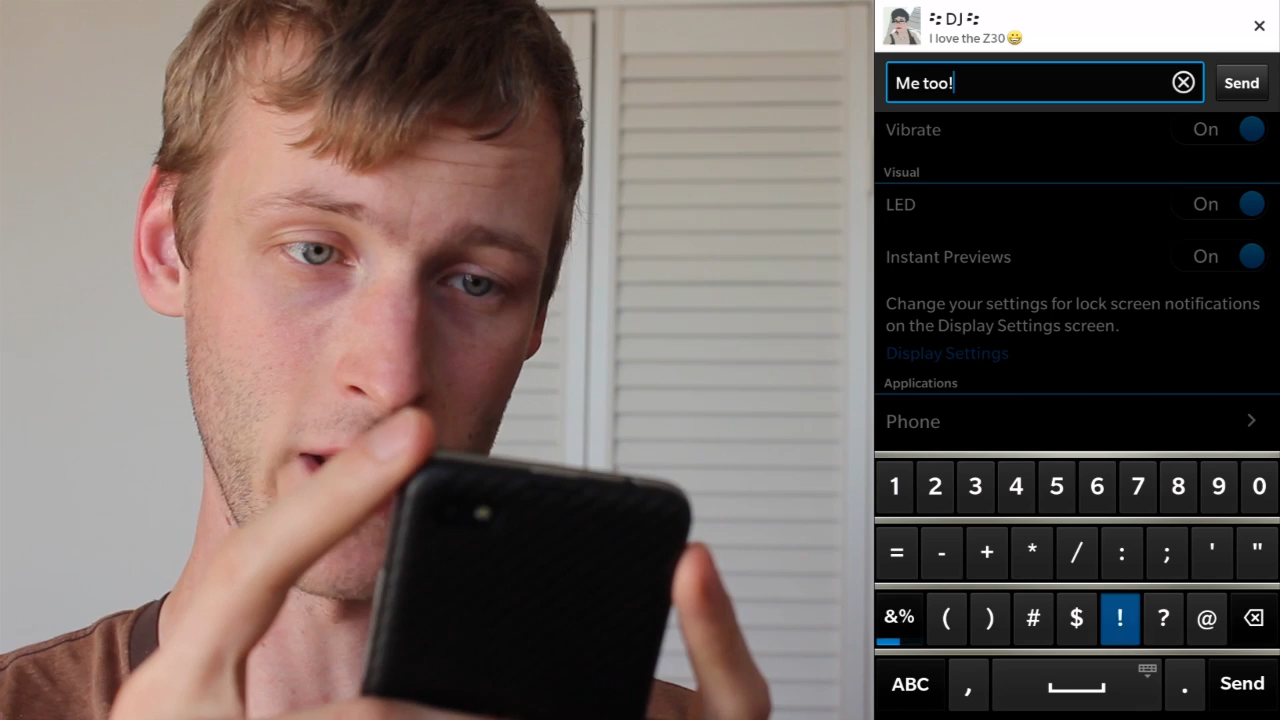 DJ
I love the Z30😀
Me too!
Send
Vibrate
On
Visual
LED
On
Instant Previews
On
Change your settings for lock screen notifications
on the Display Settings screen.
Display Settings
Applications
Phone
1 2 3 4 5 6 7 8 9 0
= - + * / : ; ' "
&% ( ) # $ ! ? @
ABC , . Send